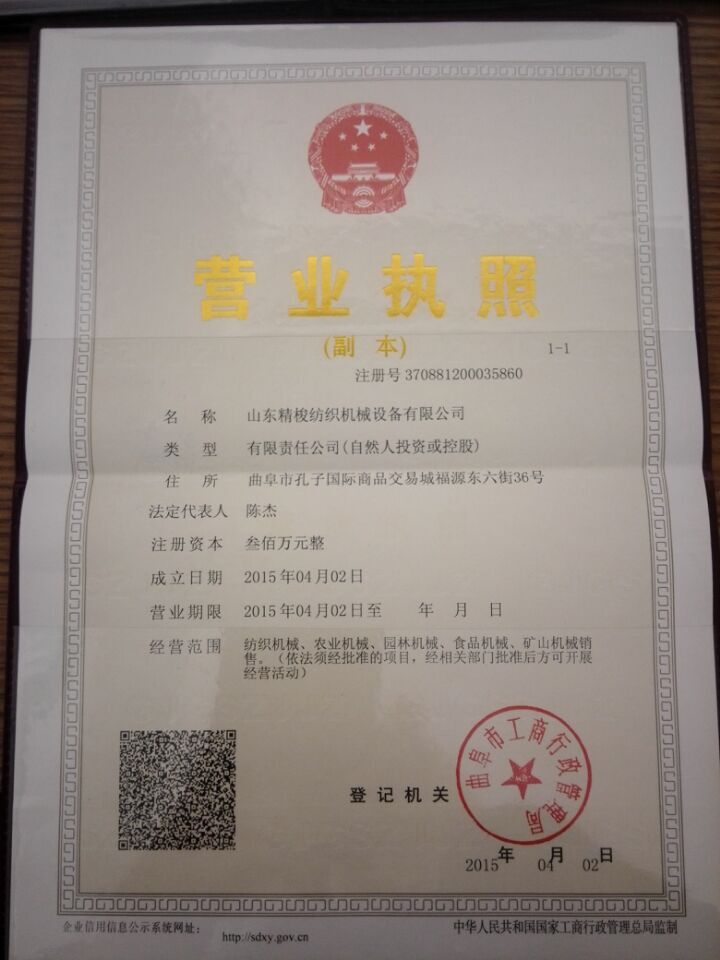 营业执照
(副 本)
1-1
注册号 370881200035860
名 称 山东精梭纺织机械设备有限公司
类 型 有限责任公司(自然人投资或控股)
住 所 曲阜市孔子国际商品交易城福源东六街36号
法定代表人 陈杰
注册资本 叁佰万元整
成立日期 2015年04月02日
营业期限 2015年04月02日至 年 月 日
经营范围 纺织机械、农业机械、园林机械、食品机械、矿山机械销
售。（依法须经批准的项目，经相关部门批准后方可开展
经营活动）
登记机关
曲阜市工商行政管理局
2015年 04月 02日
企业信用信息公示系统网址：
http://sdxy.gov.cn
中华人民共和国国家工商行政管理总局监制